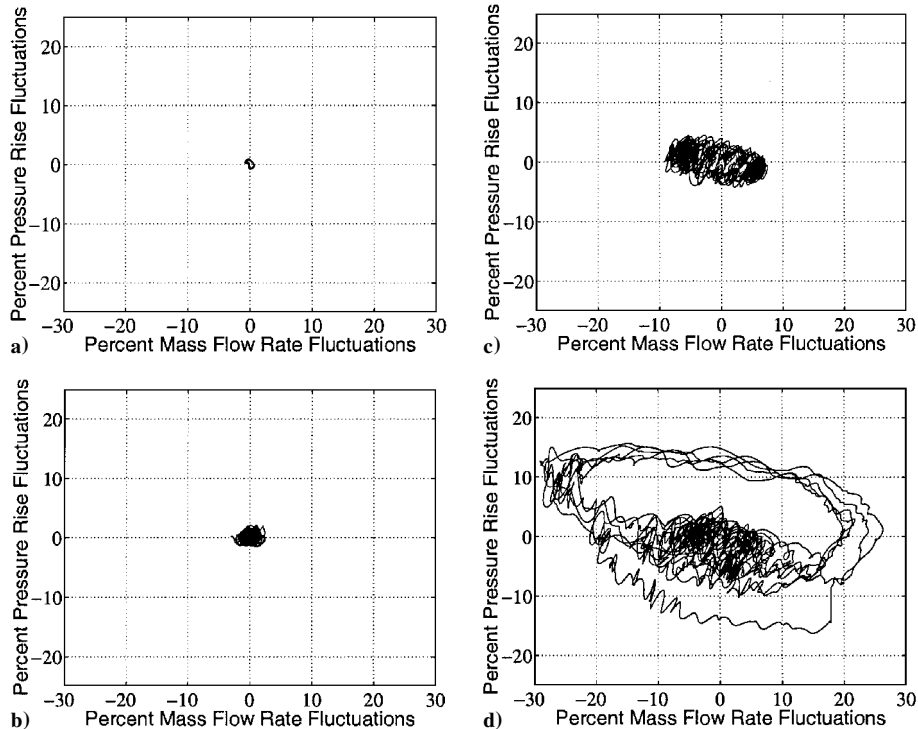 Percent Pressure Rise Fluctuations
20
10
0
−10
−20
−30 −20 −10 0 10 20 30
a) Percent Mass Flow Rate Fluctuations
Percent Pressure Rise Fluctuations
20
10
0
−10
−20
−30 −20 −10 0 10 20 30
c) Percent Mass Flow Rate Fluctuations
Percent Pressure Rise Fluctuations
20
10
0
−10
−20
−30 −20 −10 0 10 20 30
b) Percent Mass Flow Rate Fluctuations
Percent Pressure Rise Fluctuations
20
10
0
−10
−20
−30 −20 −10 0 10 20 30
d) Percent Mass Flow Rate Fluctuations